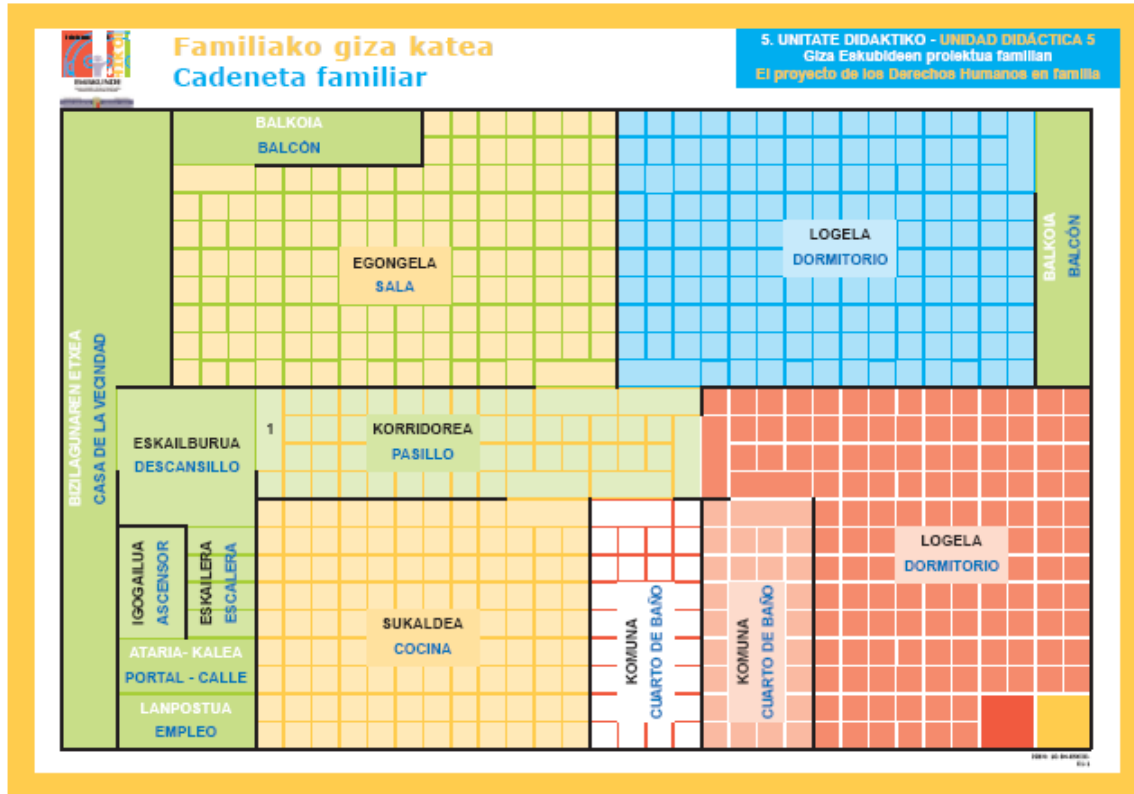 Familiako giza katea
Cadeneta familiar
5. UNITATE DIDAKTIKO - UNIDAD DIDÁCTICA 5
Giza Eskubideen proiektua familian
El proyecto de los Derechos Humanos en familia
BALKOIA
BALCÓN
EGONGELA
SALA
LOGELA
DORMITORIO
BALKOIA
BALCÓN
BIZILAGUNAREN ETXEA
CASA DE LA VECINDAD
ESKAILBURUA
DESCANSILLO
1
KORRIDOREA
PASILLO
IGOGAILUA
ASCENSOR
ESKAILERA
ESCALERA
SUKALDEA
COCINA
KOMUNA
CUARTO DE BAÑO
KOMUNA
CUARTO DE BAÑO
LOGELA
DORMITORIO
ATARIA- KALEA
PORTAL - CALLE
LANPOSTUA
EMPLEO